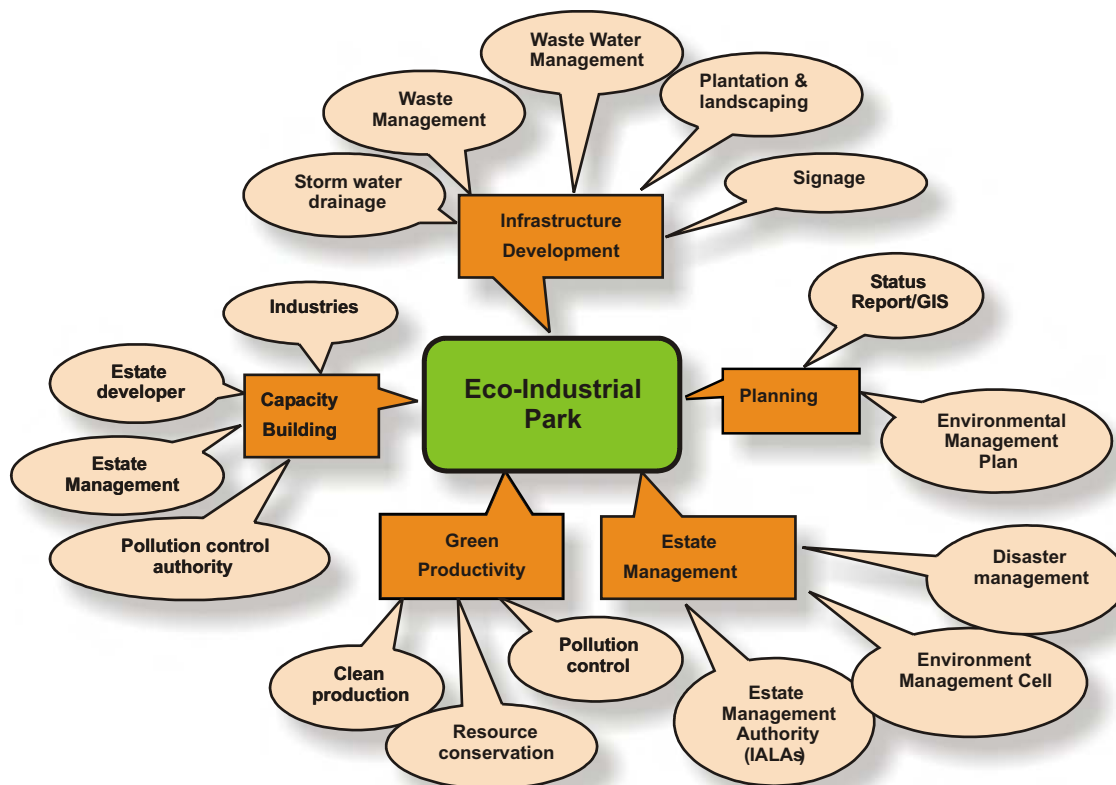 Waste Water
Management
Plantation &
landscaping
Waste
Management
Storm water
drainage
Signage
Infrastructure
Development
Status
Report/GIS
Industries
Estate
developer
Capacity
Building
Eco-Industrial
Park
Planning
Environmental
Management
Plan
Estate
Management
Pollution control
authority
Green
Productivity
Estate
Management
Disaster
management
Clean
production
Resource
conservation
Pollution
control
Estate
Management
Authority
(IALAs)
Environment
Management Cell